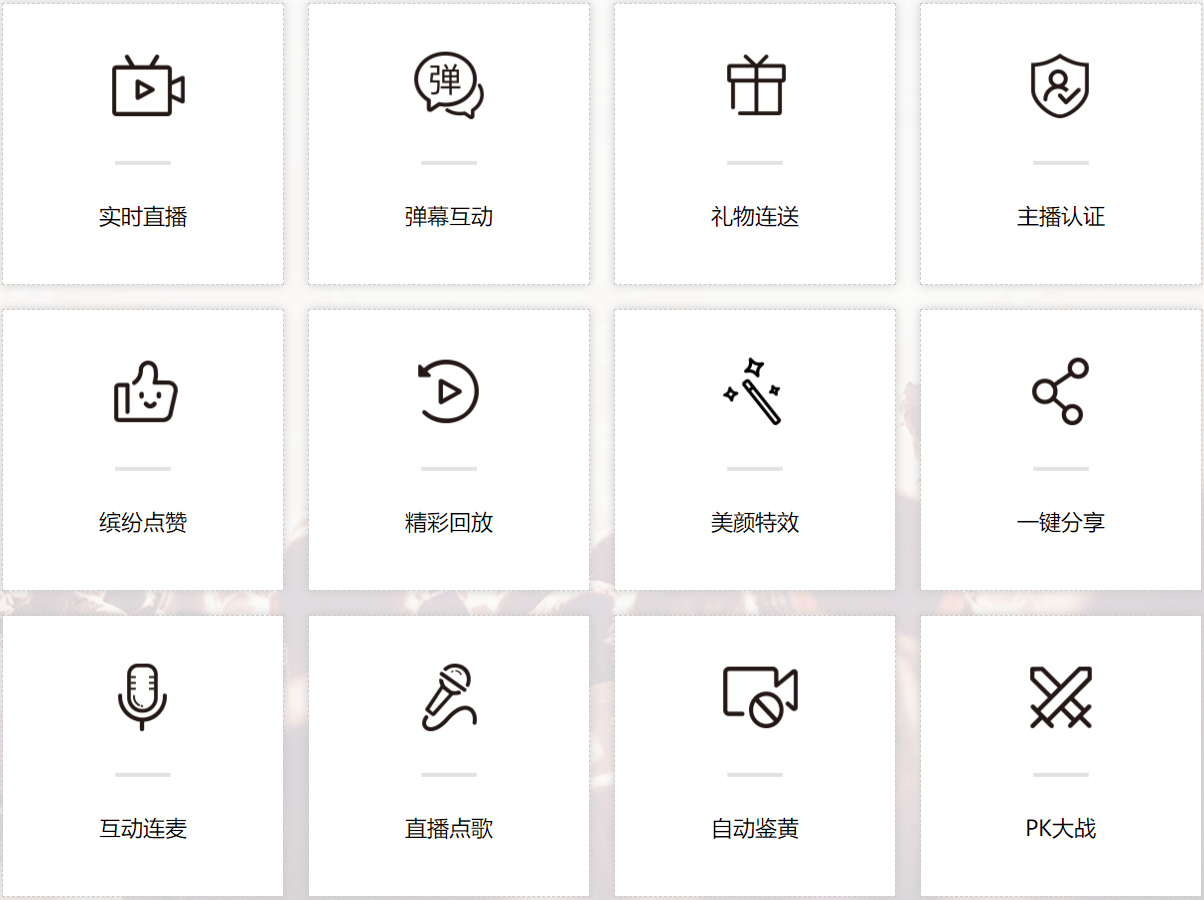 弹
实时直播
弹幕互动
礼物连送
主播认证
缤纷点赞
精彩回放
美颜特效
一键分享
互动连麦
直播点歌
自动鉴黄
PK大战